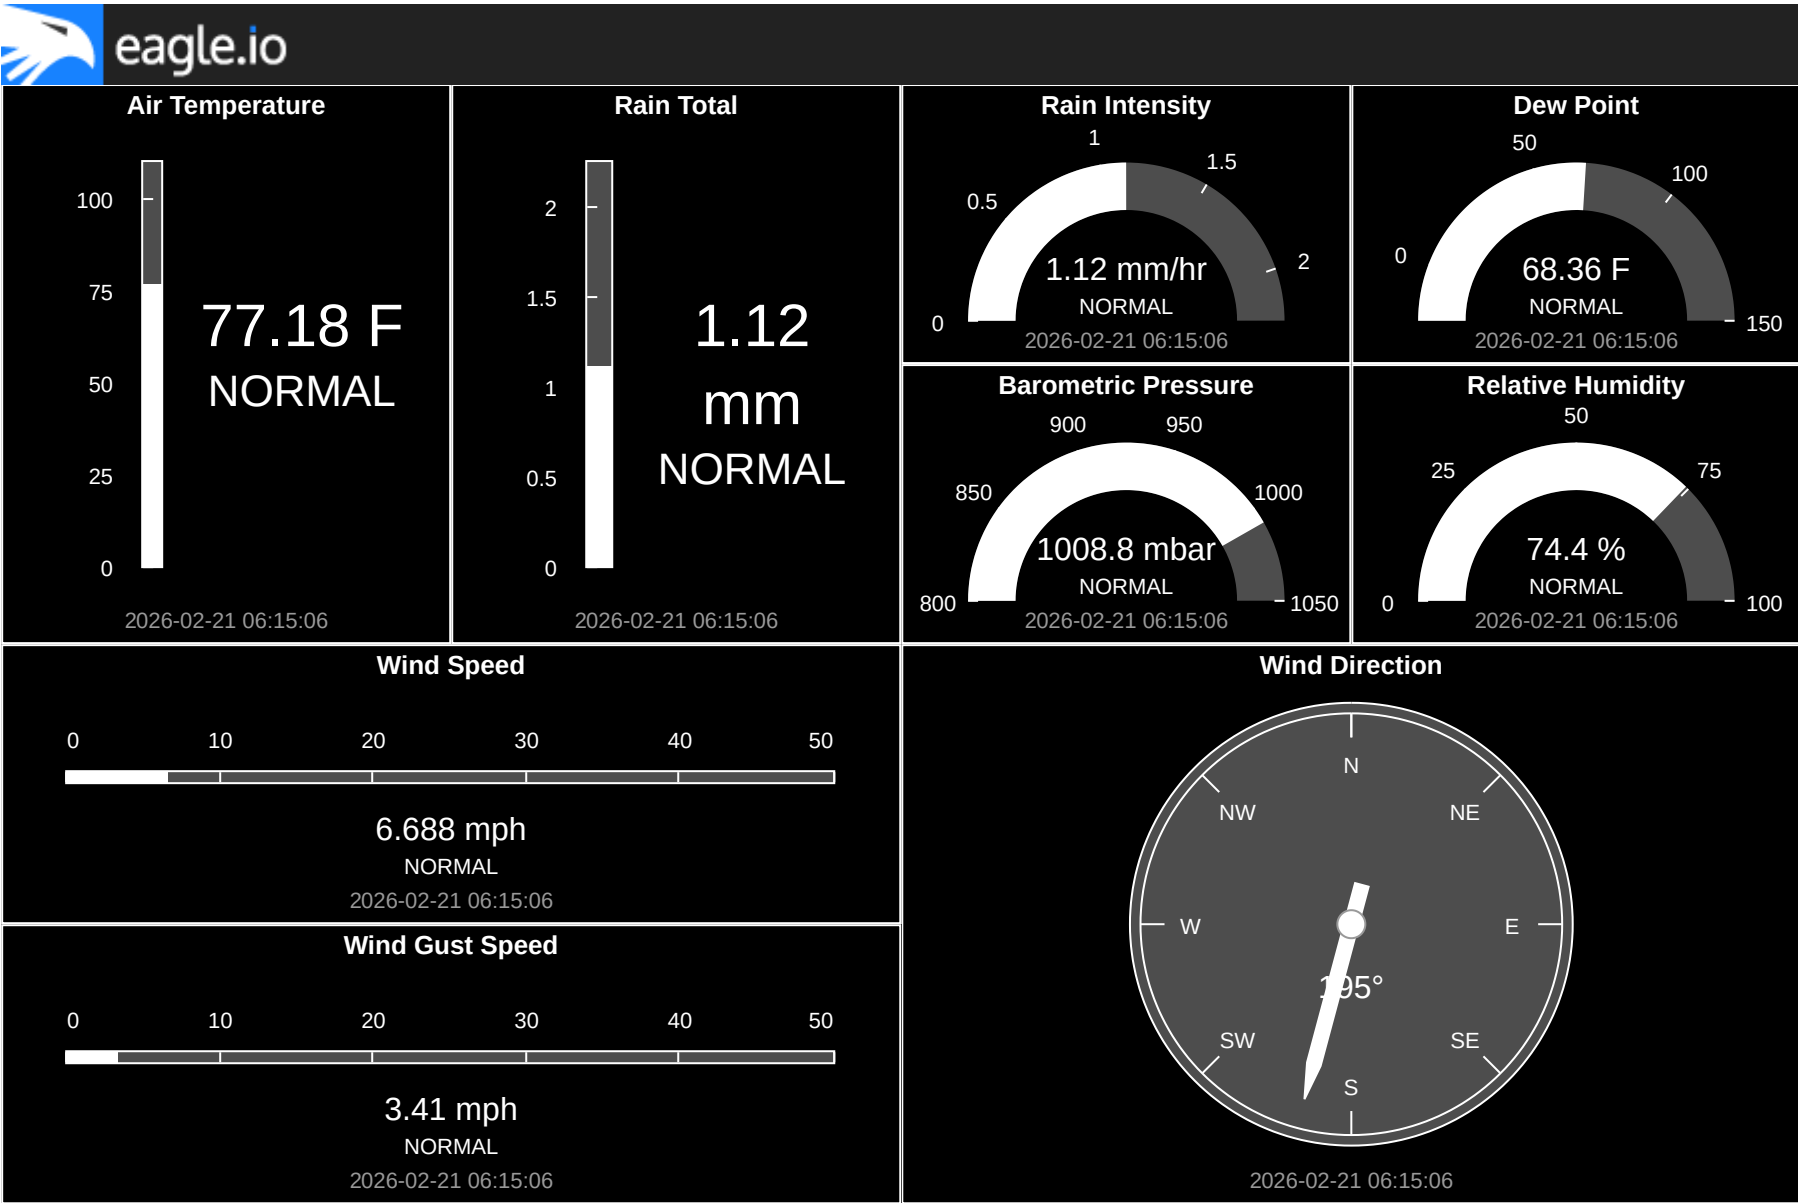 eagle.io
Air Temperature
100
75
50
25
0
77.18 F
NORMAL
2026-02-21 06:15:06
Rain Total
2
1.5
1
0.5
0
1.12
mm
NORMAL
2026-02-21 06:15:06
Rain Intensity
0
0.5
1
1.5
2
1.12 mm/hr
NORMAL
2026-02-21 06:15:06
Dew Point
0
50
100
150
68.36 F
NORMAL
2026-02-21 06:15:06
Barometric Pressure
800
850
900
950
1000
1050
1008.8 mbar
NORMAL
2026-02-21 06:15:06
Relative Humidity
0
25
50
75
100
74.4 %
NORMAL
2026-02-21 06:15:06
Wind Speed
0 10 20 30 40 50
6.688 mph
NORMAL
2026-02-21 06:15:06
Wind Gust Speed
0 10 20 30 40 50
3.41 mph
NORMAL
2026-02-21 06:15:06
Wind Direction
N
NW NE
W E
195°
SW SE
S
2026-02-21 06:15:06